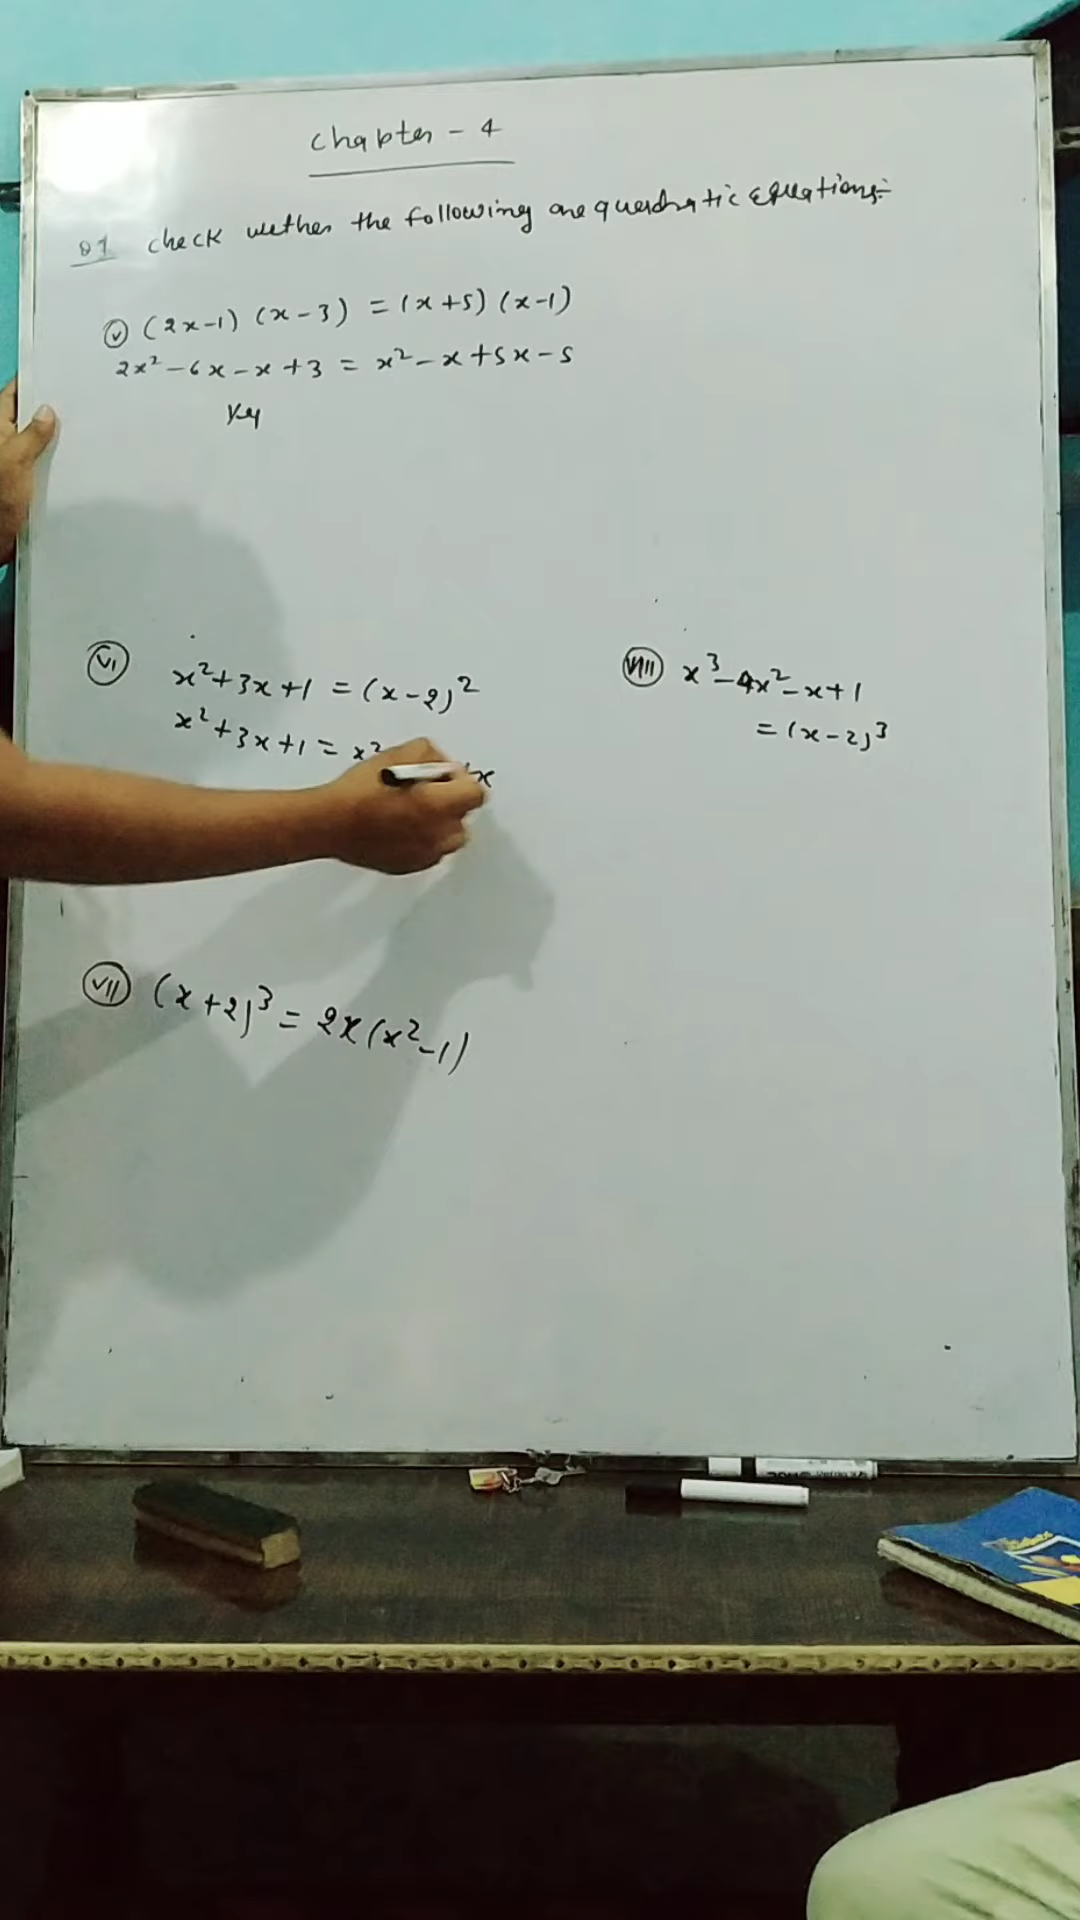 Chapter - 4
Q1 check wether the following are quadratic equations:-
(v) (2x-1) (x-3) = (x+5) (x-1)
2x² - 6x - x + 3 = x² - x + 5x - 5
Yes
(VI) x² + 3x + 1 = (x-2)²
x² + 3x + 1 = x²
(VIII) x³ - 4x² - x + 1
= (x-2)³
(VII) (x+2)³ = 2x(x²-1)